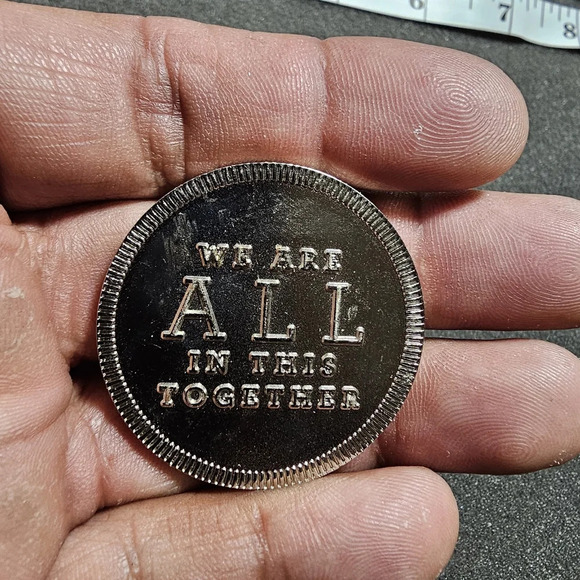 6 7 8
WE ARE
ALL
IN THIS
TOGETHER